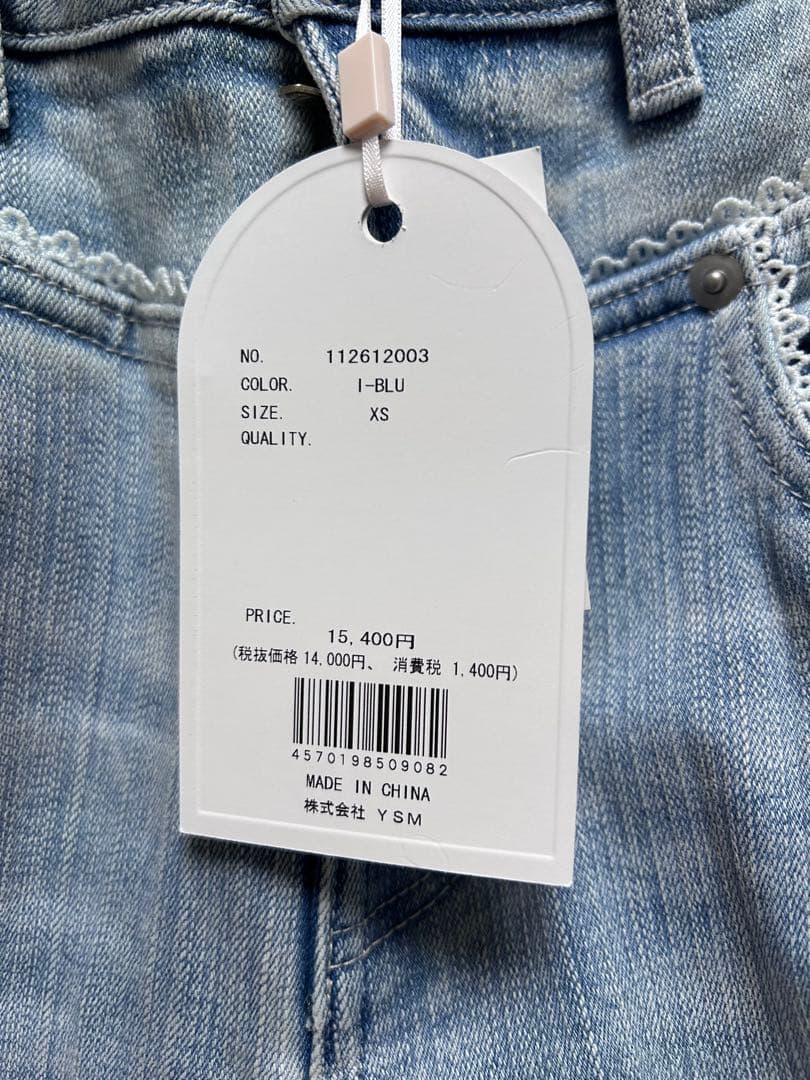 NO. 112612003
COLOR. I-BLU
SIZE. XS
QUALITY.
PRICE.
15,400円
(税抜価格 14,000円、 消費税 1,400円)
4570198509082
MADE IN CHINA
株式会社 YSM